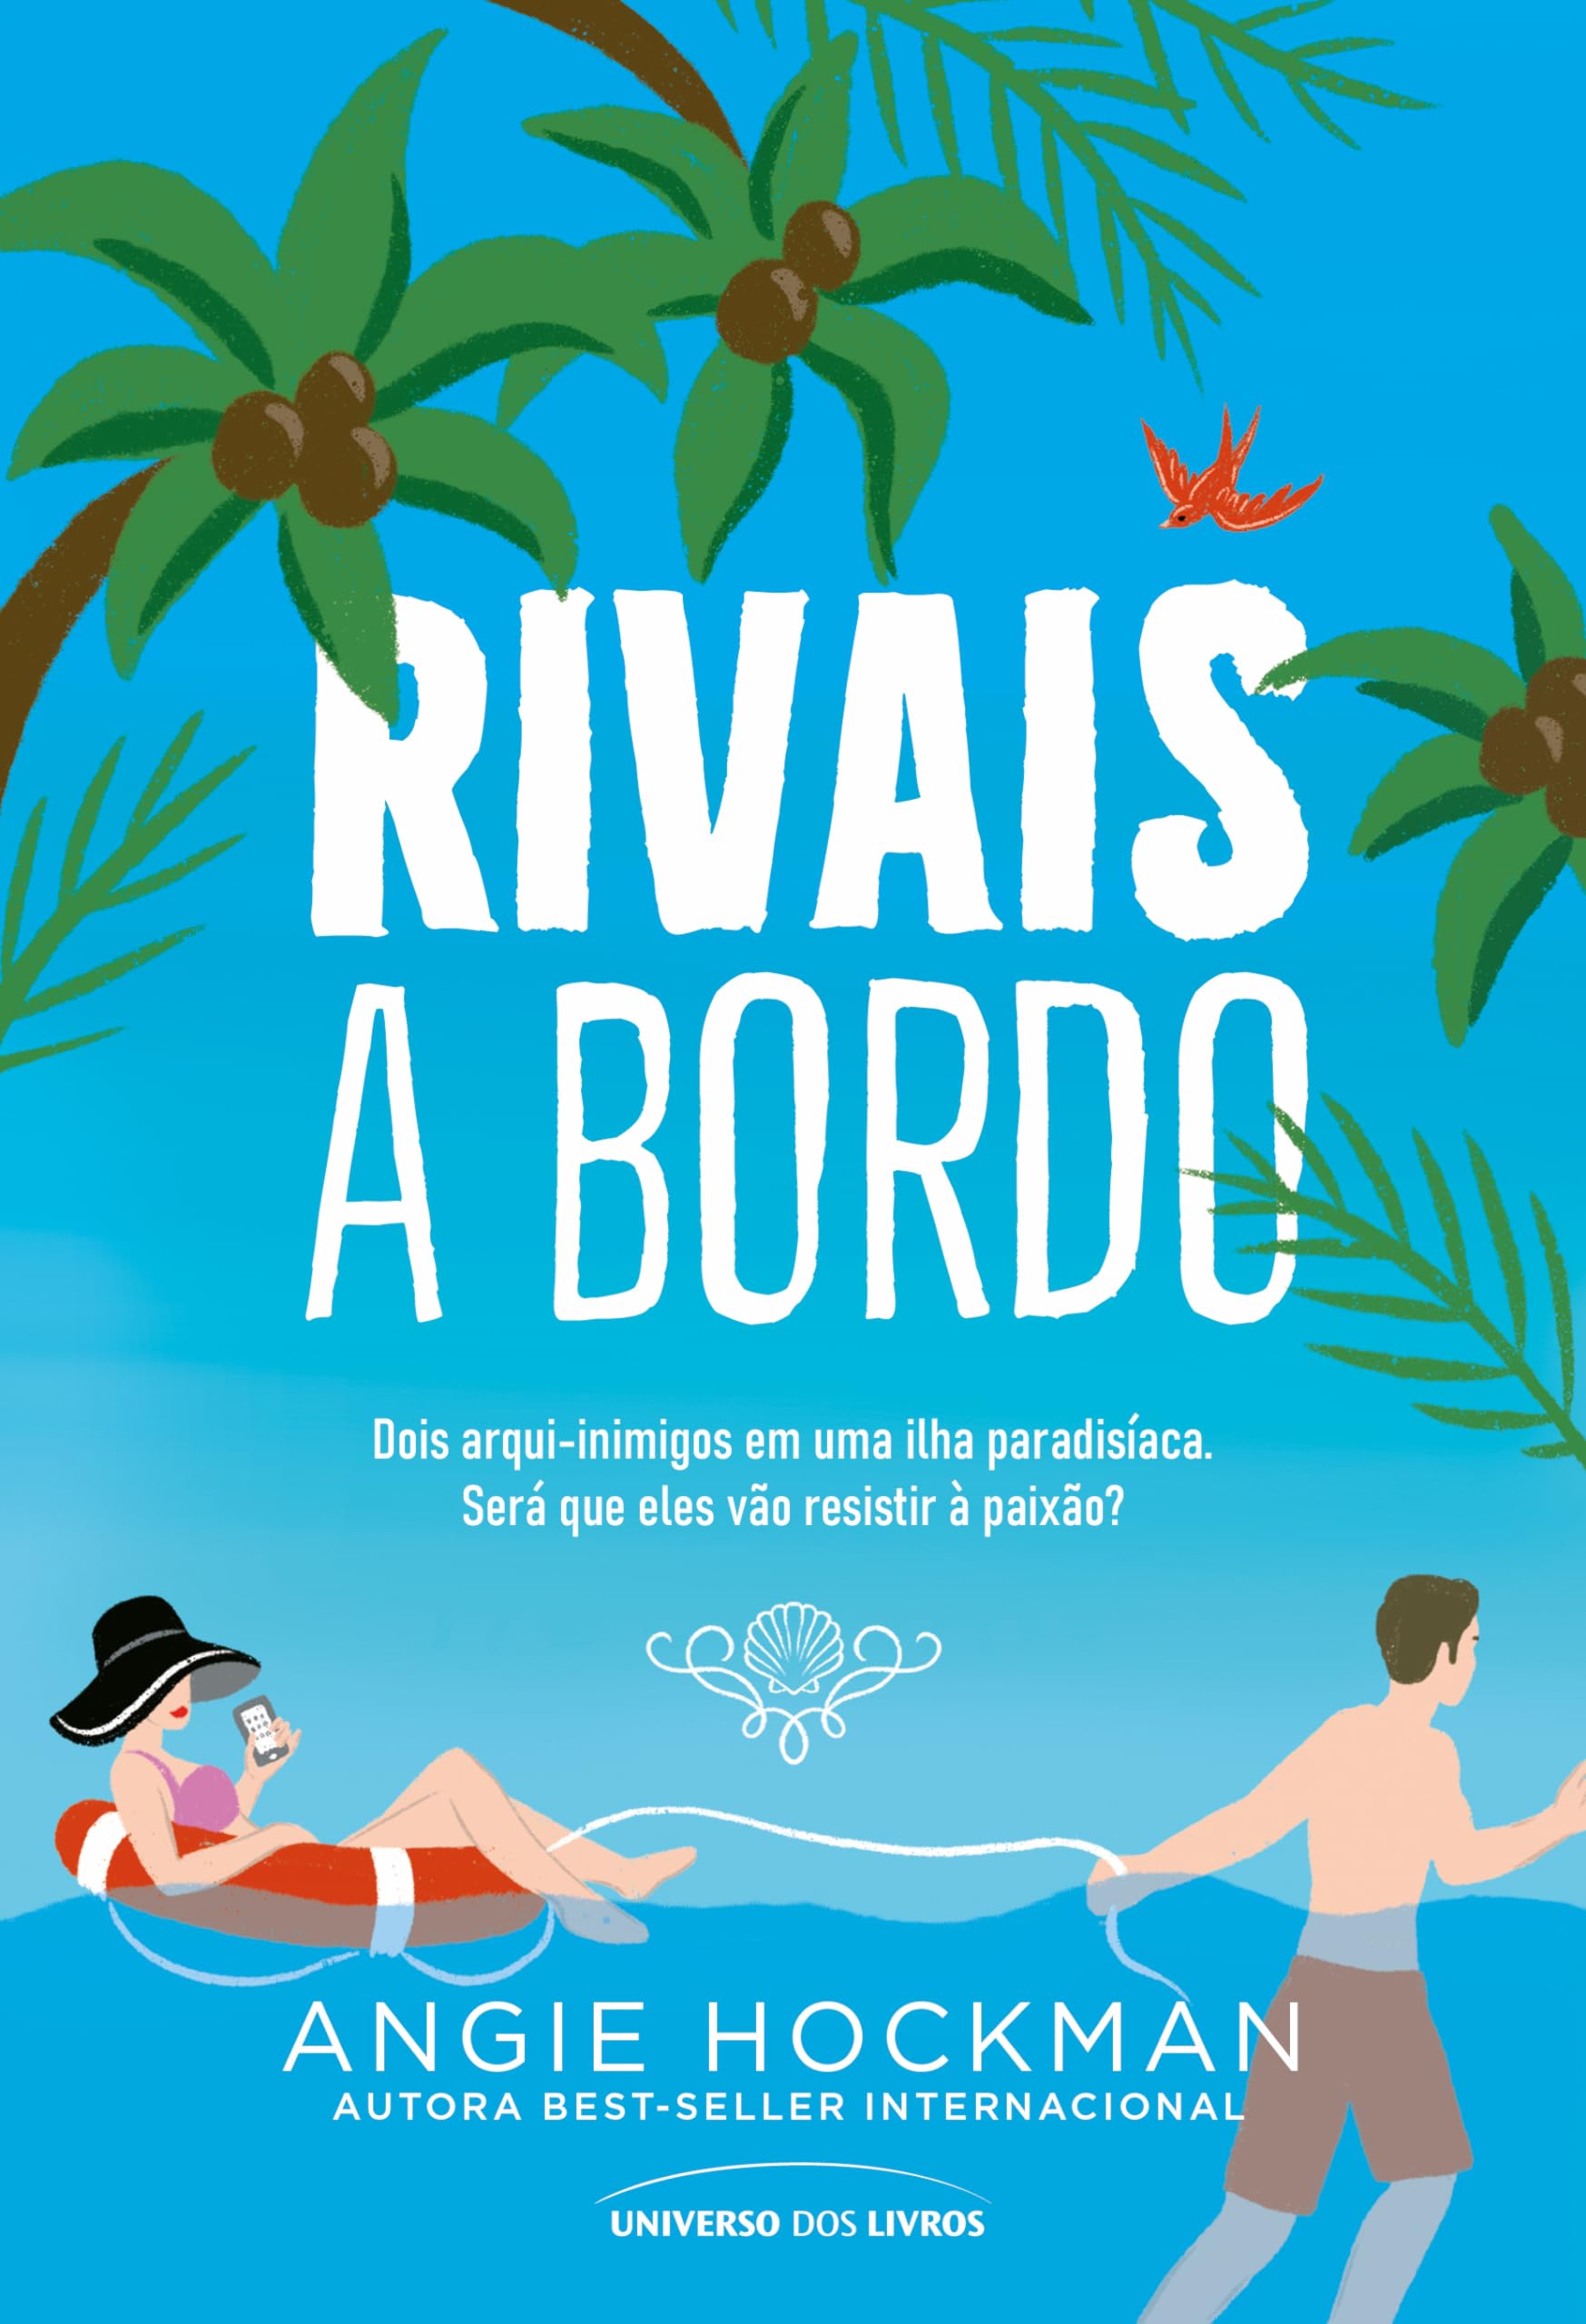 RIVAIS
A BORDO
Dois arqui-inimigos em uma ilha paradisíaca.
Será que eles vão resistir à paixão?
ANGIE HOCKMAN
AUTORA BEST-SELLER INTERNACIONAL
UNIVERSO DOS LIVROS